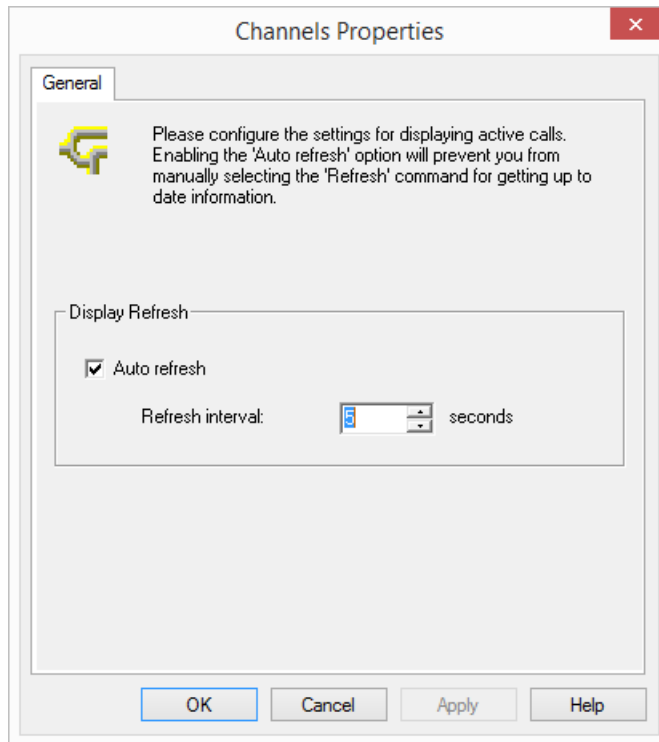 Channels Properties
General
Please configure the settings for displaying active calls.
Enabling the 'Auto refresh' option will prevent you from
manually selecting the 'Refresh' command for getting up to
date information.
Display Refresh
Auto refresh
Refresh interval: 5 seconds
OK Cancel Apply Help